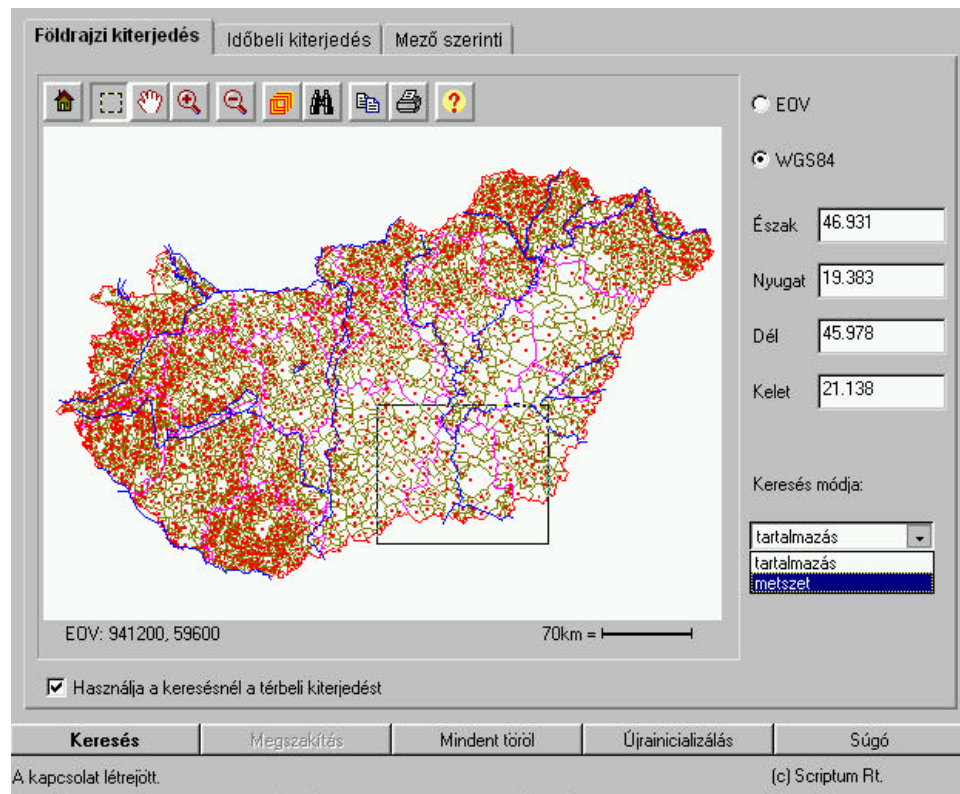 Földrajzi kiterjedés Időbeli kiterjedés Mező szerinti
EOV
WGS84
Észak 46.931
Nyugat 19.383
Dél 45.978
Kelet 21.138
Keresés módja:
tartalmazás
tartalmazás
metszet
EOV: 941200, 59600 70km =
Használja a keresésnél a térbeli kiterjedést
Keresés Megszakítás Mindent töröl Újrainicializálás Súgó
A kapcsolat létrejött. (c) Scriptum Rt.